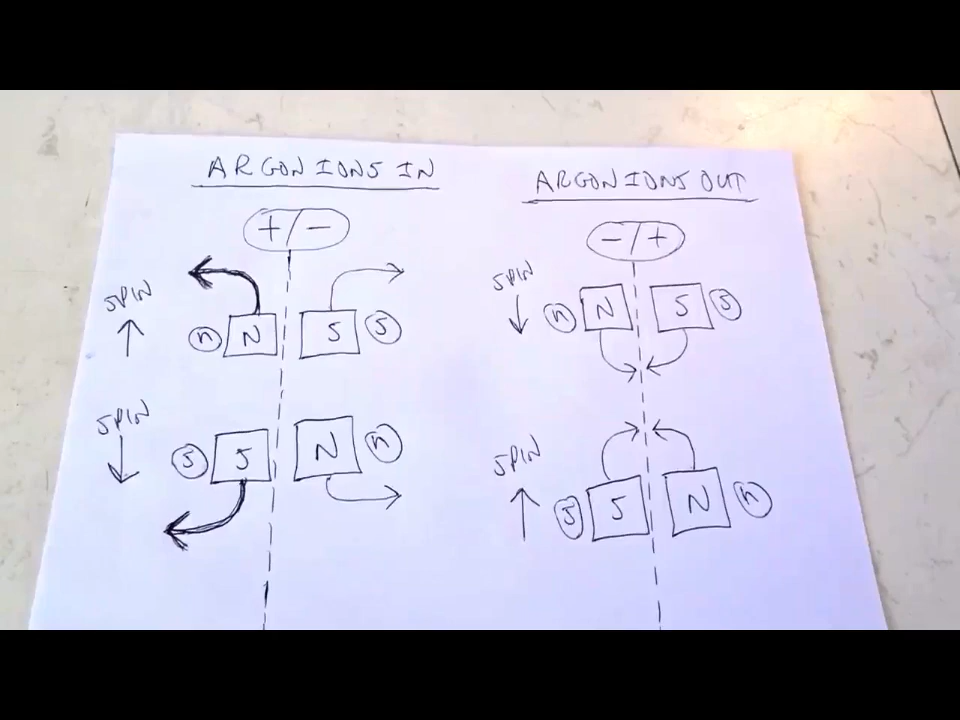 ARGON IONS IN
+/-
SPIN
n N S S
SPIN
S S N n
ARGON IONS OUT
-/+
SPIN
n N S S
SPIN
S S N n